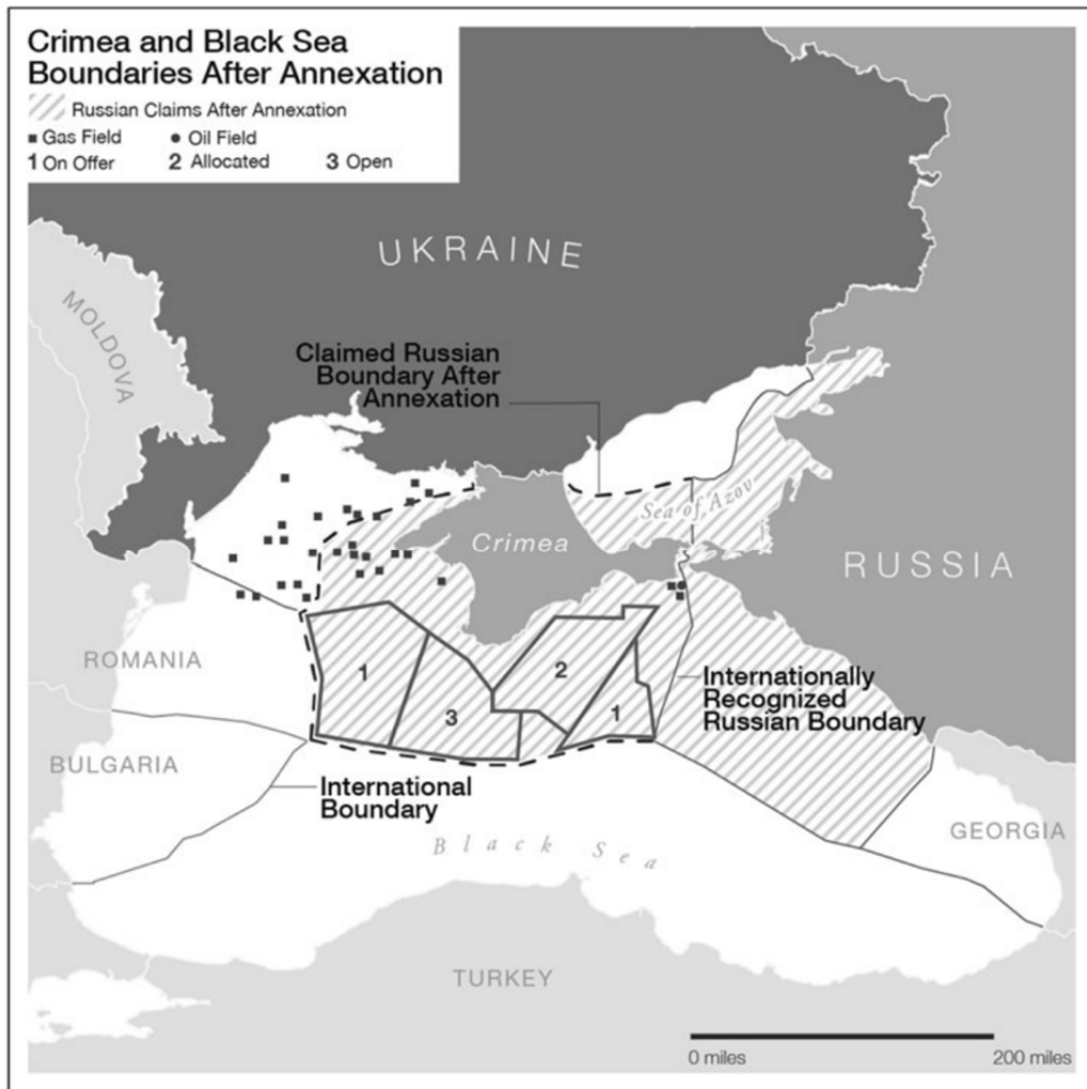 Crimea and Black Sea
Boundaries After Annexation
Russian Claims After Annexation
Gas Field
Oil Field
1 On Offer
2 Allocated
3 Open
UKRAINE
MOLDOVA
Claimed Russian
Boundary After
Annexation
Sea of Azov
Crimea
RUSSIA
ROMANIA
1
2
3
1
Internationally
Recognized
Russian Boundary
BULGARIA
International
Boundary
GEORGIA
Black Sea
TURKEY
0 miles
200 miles